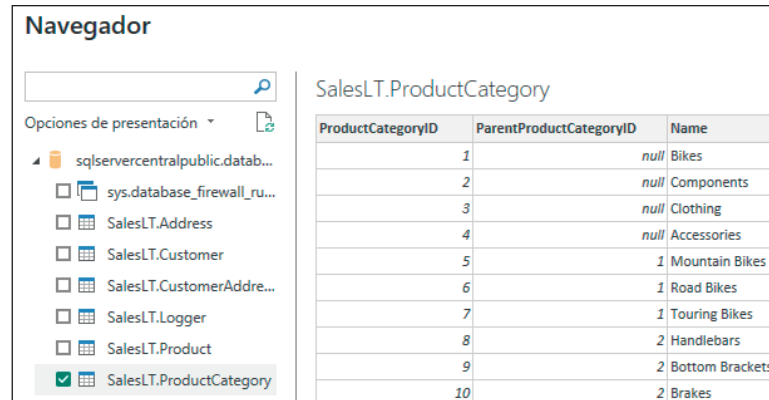 Navegador
Opciones de presentación
sqlservercentralpublic.datab...
sys.database_firewall_ru...
SalesLT.Address
SalesLT.Customer
SalesLT.CustomerAddre...
SalesLT.Logger
SalesLT.Product
SalesLT.ProductCategory
SalesLT.ProductCategory
ProductCategoryID ParentProductCategoryID Name
1 null Bikes
2 null Components
3 null Clothing
4 null Accessories
5 1 Mountain Bikes
6 1 Road Bikes
7 1 Touring Bikes
8 2 Handlebars
9 2 Bottom Brackets
10 2 Brakes